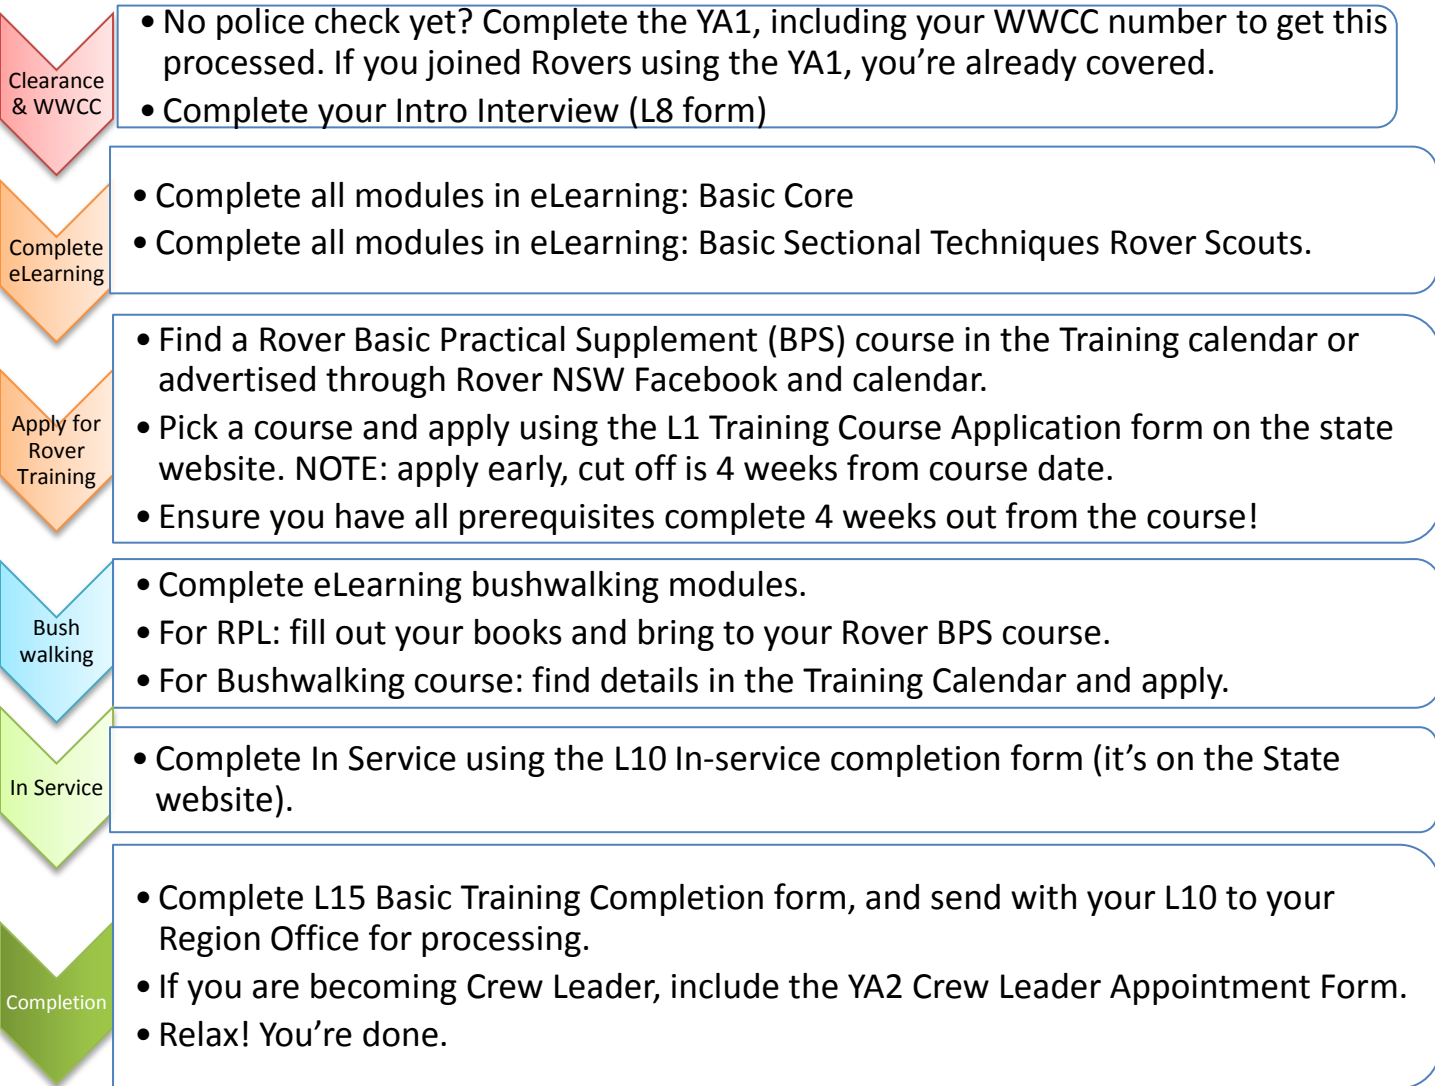 Clearance
& WWCC
• No police check yet? Complete the YA1, including your WWCC number to get this
processed. If you joined Rovers using the YA1, you’re already covered.
• Complete your Intro Interview (L8 form)
Complete
eLearning
• Complete all modules in eLearning: Basic Core
• Complete all modules in eLearning: Basic Sectional Techniques Rover Scouts.
Apply for
Rover
Training
• Find a Rover Basic Practical Supplement (BPS) course in the Training calendar or
advertised through Rover NSW Facebook and calendar.
• Pick a course and apply using the L1 Training Course Application form on the state
website. NOTE: apply early, cut off is 4 weeks from course date.
• Ensure you have all prerequisites complete 4 weeks out from the course!
Bush
walking
• Complete eLearning bushwalking modules.
• For RPL: fill out your books and bring to your Rover BPS course.
• For Bushwalking course: find details in the Training Calendar and apply.
In Service
• Complete In Service using the L10 In-service completion form (it’s on the State
website).
Completion
• Complete L15 Basic Training Completion form, and send with your L10 to your
Region Office for processing.
• If you are becoming Crew Leader, include the YA2 Crew Leader Appointment Form.
• Relax! You’re done.